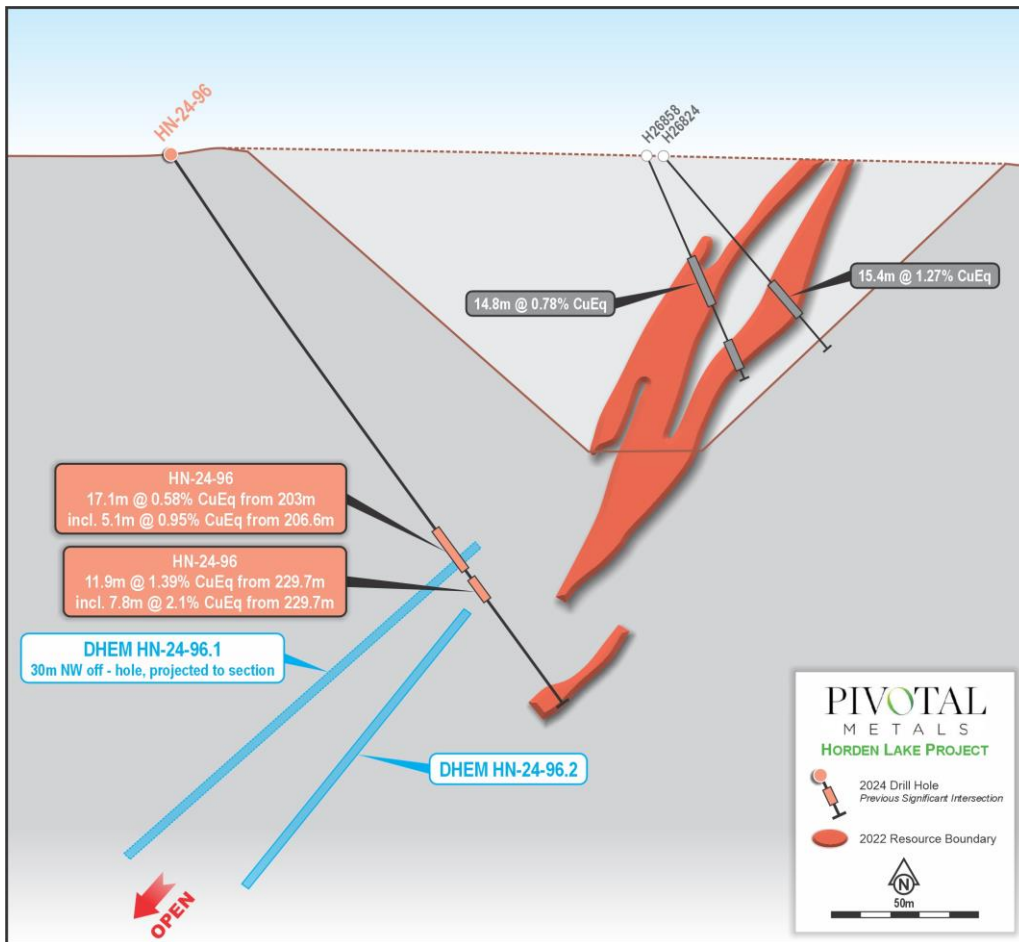 HN-24-96
H26858
H26824
14.8m @ 0.78% CuEq
15.4m @ 1.27% CuEq
HN-24-96
17.1m @ 0.58% CuEq from 203m
incl. 5.1m @ 0.95% CuEq from 206.6m
HN-24-96
11.9m @ 1.39% CuEq from 229.7m
incl. 7.8m @ 2.1% CuEq from 229.7m
DHEM HN-24-96.1
30m NW off - hole, projected to section
DHEM HN-24-96.2
OPEN
PIVOTAL
METALS
HORDEN LAKE PROJECT
2024 Drill Hole
Previous Significant Intersection
2022 Resource Boundary
N
50m